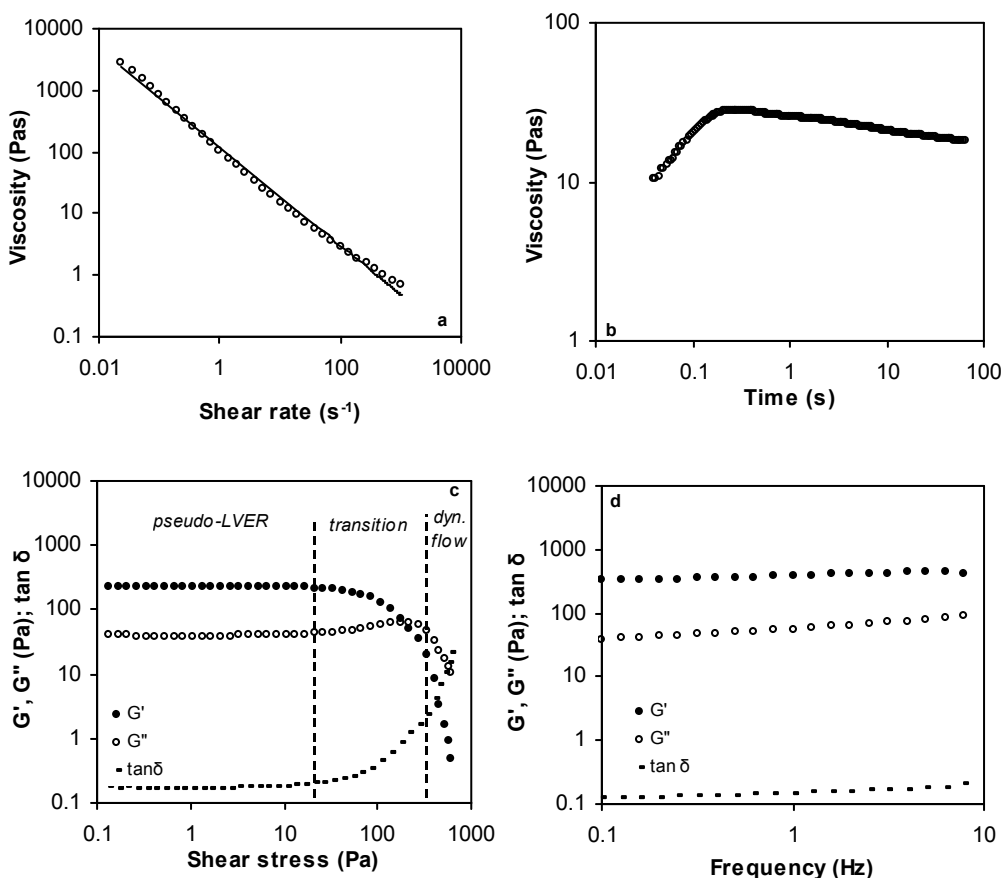 10000
1000
100
10
1
0.1
Viscosity (Pas)
0.01
1
100
10000
Shear rate (s⁻¹)
a
100
10
1
Viscosity (Pas)
0.01
0.1
1
10
100
Time (s)
b
10000
1000
100
10
1
0.1
G', G" (Pa); tan δ
pseudo-LVER
transition
dyn.
flow
c
G'
G"
tanδ
0.1
1
10
100
1000
Shear stress (Pa)
10000
1000
100
10
1
0.1
G', G" (Pa); tan δ
d
G'
G"
tan δ
0.1
1
10
Frequency (Hz)